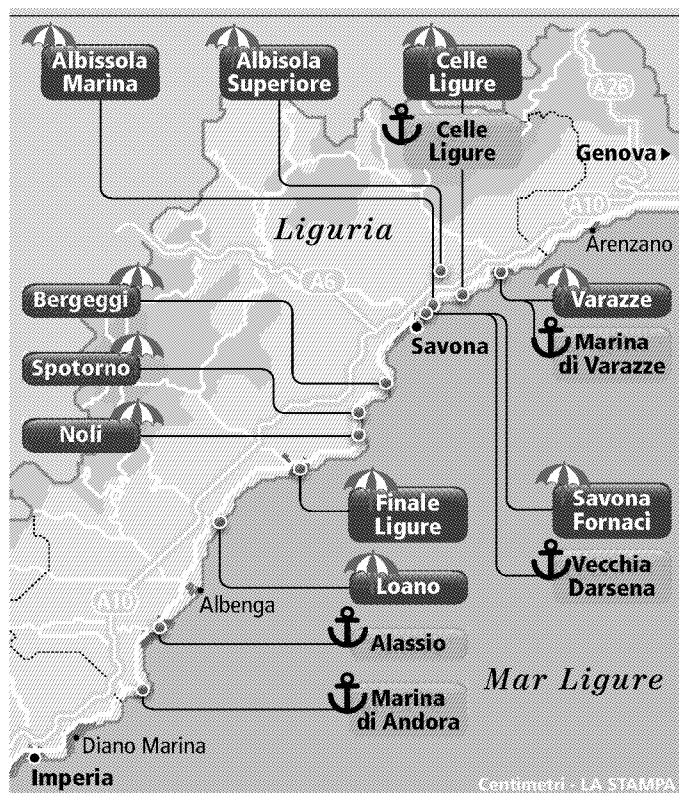 Albissola
Marina
Albisola
Superiore
Celle
Ligure
A26
Celle
Ligure
Genova
A10
Liguria
Arenzano
A6
Bergeggi
Varazze
Savona
Marina
di Varazze
Spotorno
Noli
Finale
Ligure
Savona
Fornaci
Vecchia
Darsena
Loano
A10
Albenga
Alassio
Mar Ligure
Marina
di Andora
Diano Marina
Imperia
Centimetri - LA STAMPA